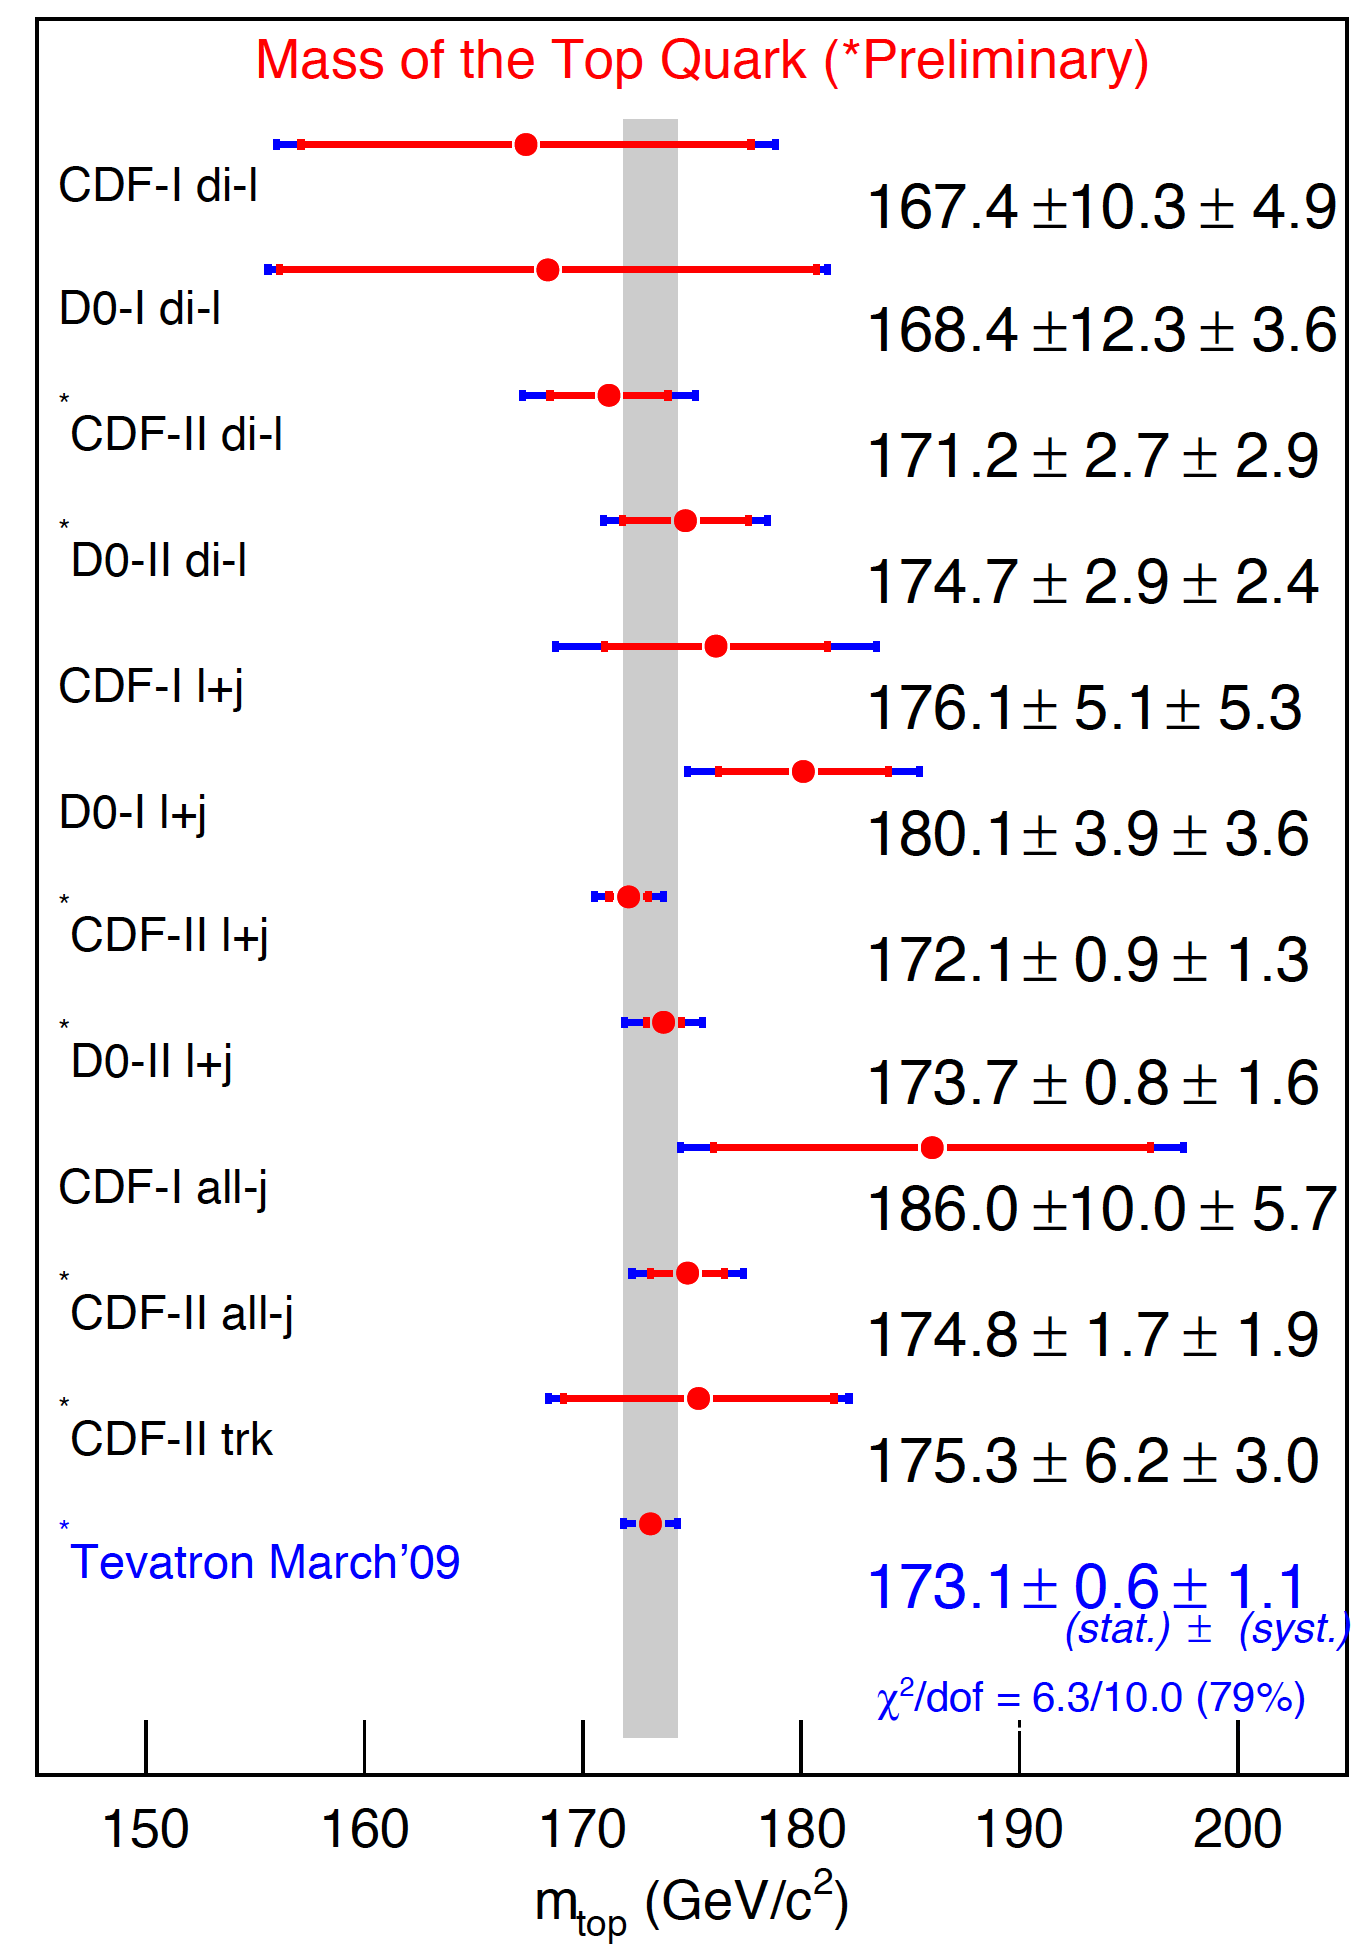 Mass of the Top Quark (*Preliminary)
CDF-I di-l 167.4 ± 10.3 ± 4.9
D0-I di-l 168.4 ± 12.3 ± 3.6
*CDF-II di-l 171.2 ± 2.7 ± 2.9
*D0-II di-l 174.7 ± 2.9 ± 2.4
CDF-I l+j 176.1 ± 5.1 ± 5.3
D0-I l+j 180.1 ± 3.9 ± 3.6
*CDF-II l+j 172.1 ± 0.9 ± 1.3
*D0-II l+j 173.7 ± 0.8 ± 1.6
CDF-I all-j 186.0 ± 10.0 ± 5.7
*CDF-II all-j 174.8 ± 1.7 ± 1.9
*CDF-II trk 175.3 ± 6.2 ± 3.0
*Tevatron March’09 173.1 ± 0.6 ± 1.1
(stat.) ± (syst.)
χ²/dof = 6.3/10.0 (79%)
150 160 170 180 190 200
m_top (GeV/c²)